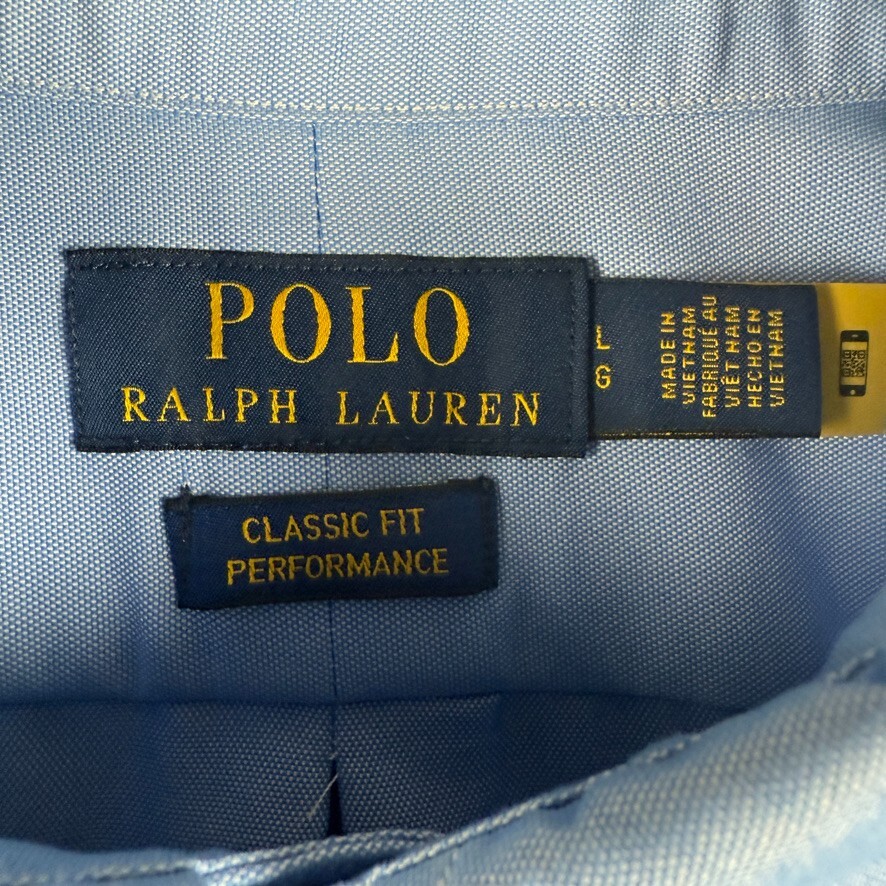 POLO
RALPH LAUREN
L
G
MADE IN
VIETNAM
FABRIQUÉ AU
VIÊT NAM
HECHO EN
VIETNAM
CLASSIC FIT
PERFORMANCE